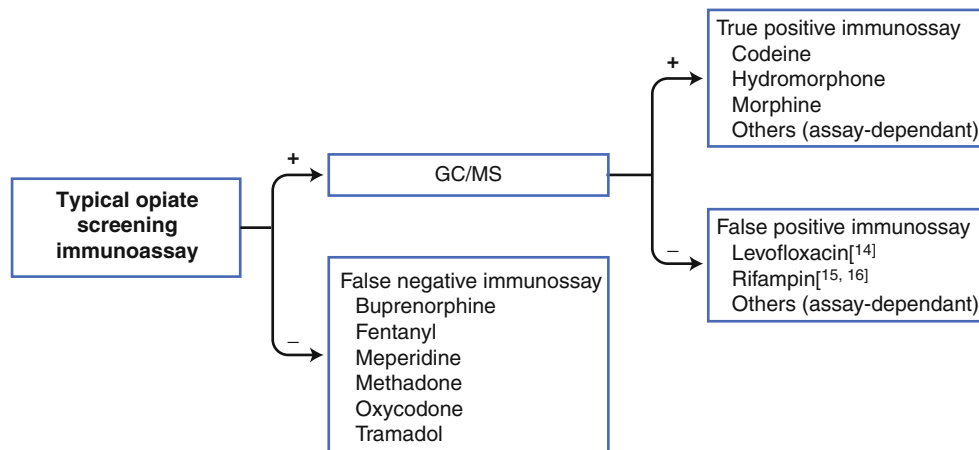 Typical opiate
screening
immunoassay
+
GC/MS
–
False negative immunossay
Buprenorphine
Fentanyl
Meperidine
Methadone
Oxycodone
Tramadol
+
True positive immunossay
Codeine
Hydromorphone
Morphine
Others (assay-dependant)
–
False positive immunossay
Levofloxacin[14]
Rifampin[15, 16]
Others (assay-dependant)